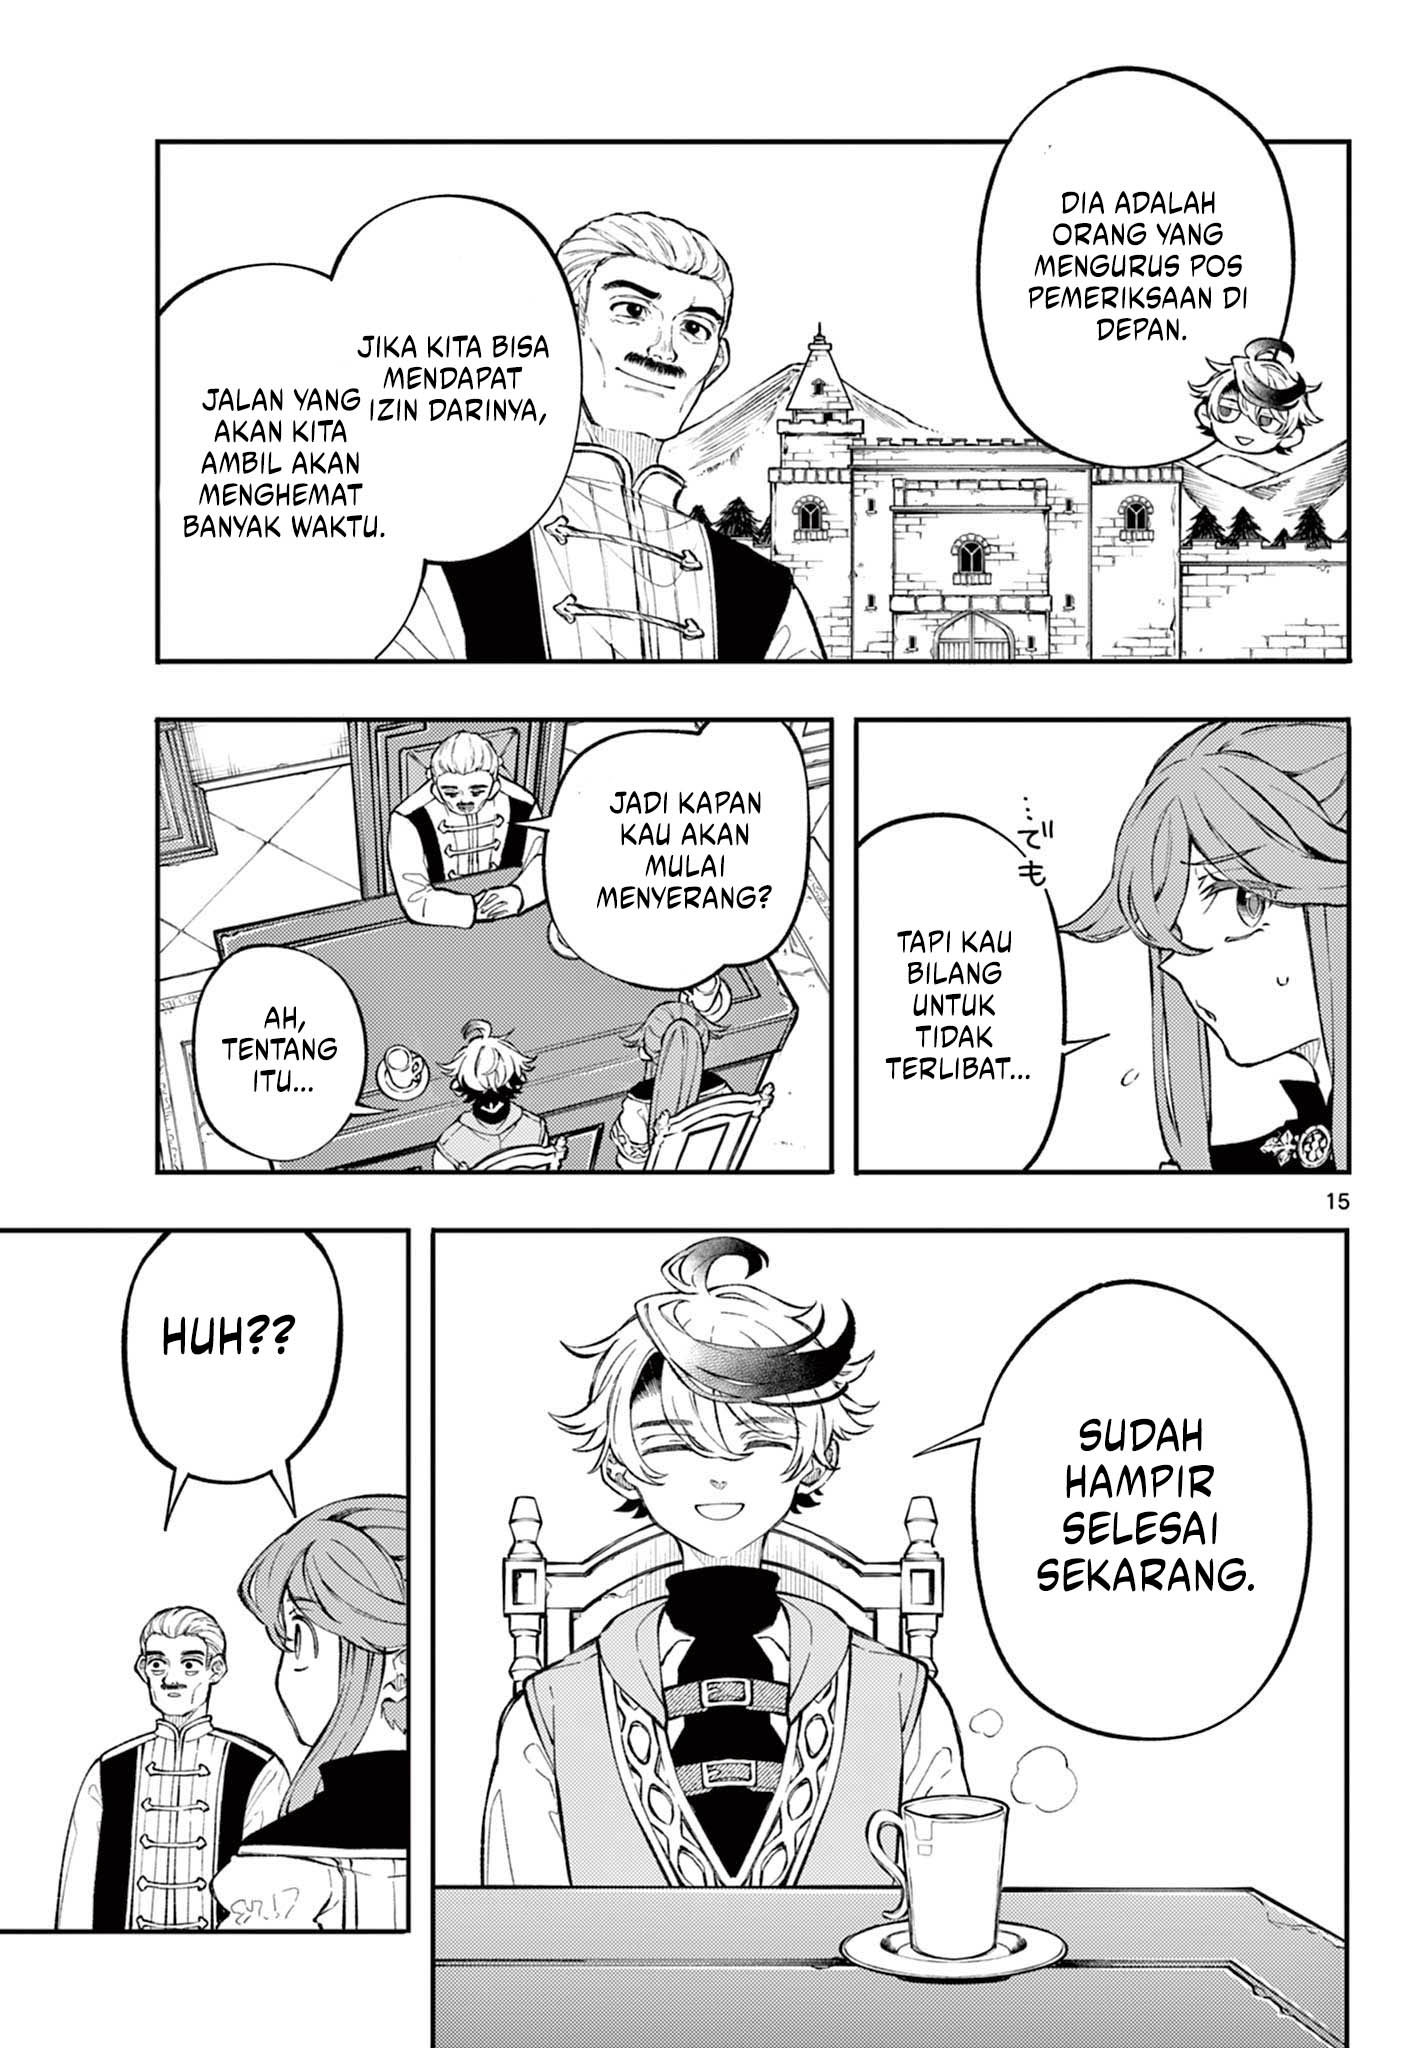 DIA ADALAH
ORANG YANG
MENGURUS POS
PEMERIKSAAN DI
DEPAN.
JIKA KITA BISA
MENDAPAT
IZIN DARINYA,
JALAN YANG
AKAN KITA
AMBIL AKAN
MENGHEMAT
BANYAK WAKTU.
…でも
TAPI KAU
BILANG
UNTUK
TIDAK
TERLIBAT...
JADI KAPAN
KAU AKAN
MULAI
MENYERANG?
AH,
TENTANG
ITU...
15
SUDAH
HAMPIR
SELESAI
SEKARANG.
HUH??